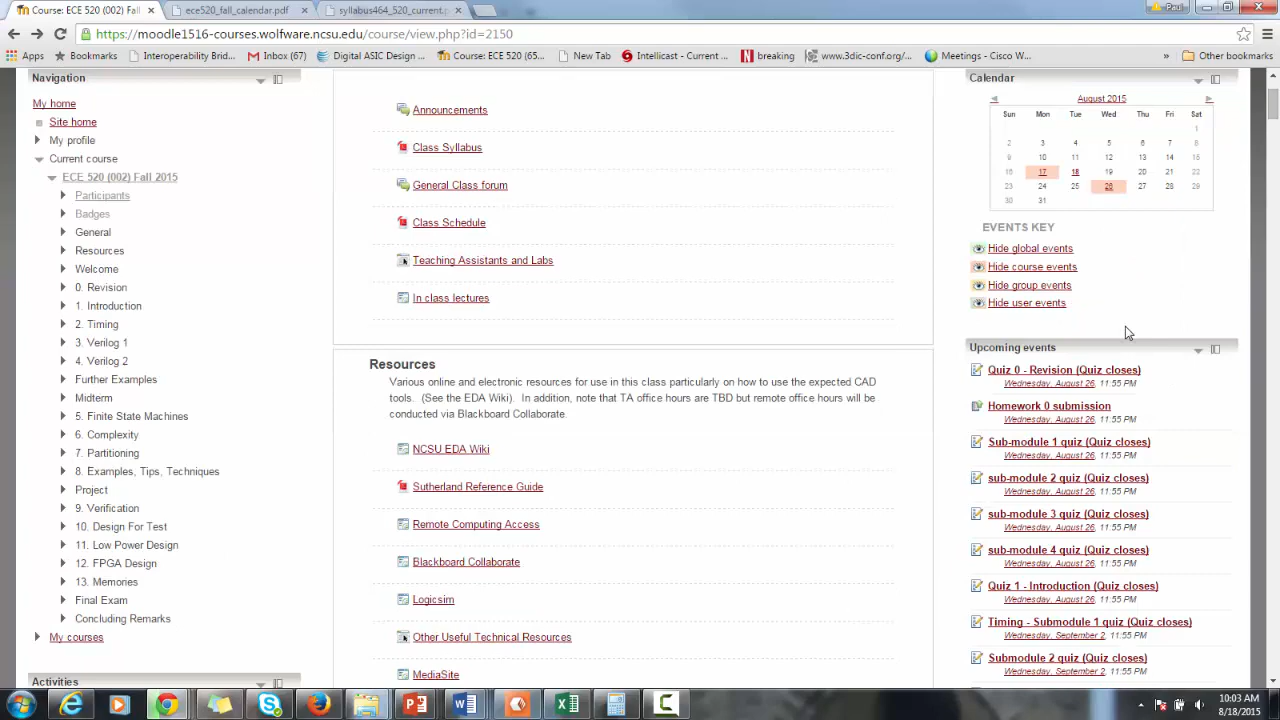 Course: ECE 520 (002) Fall
ece520_fall_calendar.pdf
syllabus464_520_current.p
Paul
https://moodle1516-courses.wolfware.ncsu.edu/course/view.php?id=2150
Apps
Bookmarks
Interoperability Brid...
Inbox (67)
Digital ASIC Design ...
Course: ECE 520 (65...
New Tab
Intellicast - Current ...
breaking
www.3dic-conf.org/...
Meetings - Cisco W...
»
Other bookmarks
Navigation
My home
Site home
My profile
Current course
ECE 520 (002) Fall 2015
Participants
Badges
General
Resources
Welcome
0. Revision
1. Introduction
2. Timing
3. Verilog 1
4. Verilog 2
Further Examples
Midterm
5. Finite State Machines
6. Complexity
7. Partitioning
8. Examples, Tips, Techniques
Project
9. Verification
10. Design For Test
11. Low Power Design
12. FPGA Design
13. Memories
Final Exam
Concluding Remarks
My courses
Activities
Announcements
Class Syllabus
General Class forum
Class Schedule
Teaching Assistants and Labs
In class lectures
Resources
Various online and electronic resources for use in this class particularly on how to use the expected CAD
tools. (See the EDA Wiki). In addition, note that TA office hours are TBD but remote office hours will be
conducted via Blackboard Collaborate.
NCSU EDA Wiki
Sutherland Reference Guide
Remote Computing Access
Blackboard Collaborate
Logicsim
Other Useful Technical Resources
MediaSite
Calendar
August 2015
Sun Mon Tue Wed Thu Fri Sat
1
2 3 4 5 6 7 8
9 10 11 12 13 14 15
16 17 18 19 20 21 22
23 24 25 26 27 28 29
30 31
EVENTS KEY
Hide global events
Hide course events
Hide group events
Hide user events
Upcoming events
Quiz 0 - Revision (Quiz closes)
Wednesday, August 26, 11:55 PM
Homework 0 submission
Wednesday, August 26, 11:55 PM
Sub-module 1 quiz (Quiz closes)
Wednesday, August 26, 11:55 PM
sub-module 2 quiz (Quiz closes)
Wednesday, August 26, 11:55 PM
sub-module 3 quiz (Quiz closes)
Wednesday, August 26, 11:55 PM
sub-module 4 quiz (Quiz closes)
Wednesday, August 26, 11:55 PM
Quiz 1 - Introduction (Quiz closes)
Wednesday, August 26, 11:55 PM
Timing - Submodule 1 quiz (Quiz closes)
Wednesday, September 2, 11:55 PM
Submodule 2 quiz (Quiz closes)
Wednesday, September 2, 11:55 PM
10:03 AM
8/18/2015